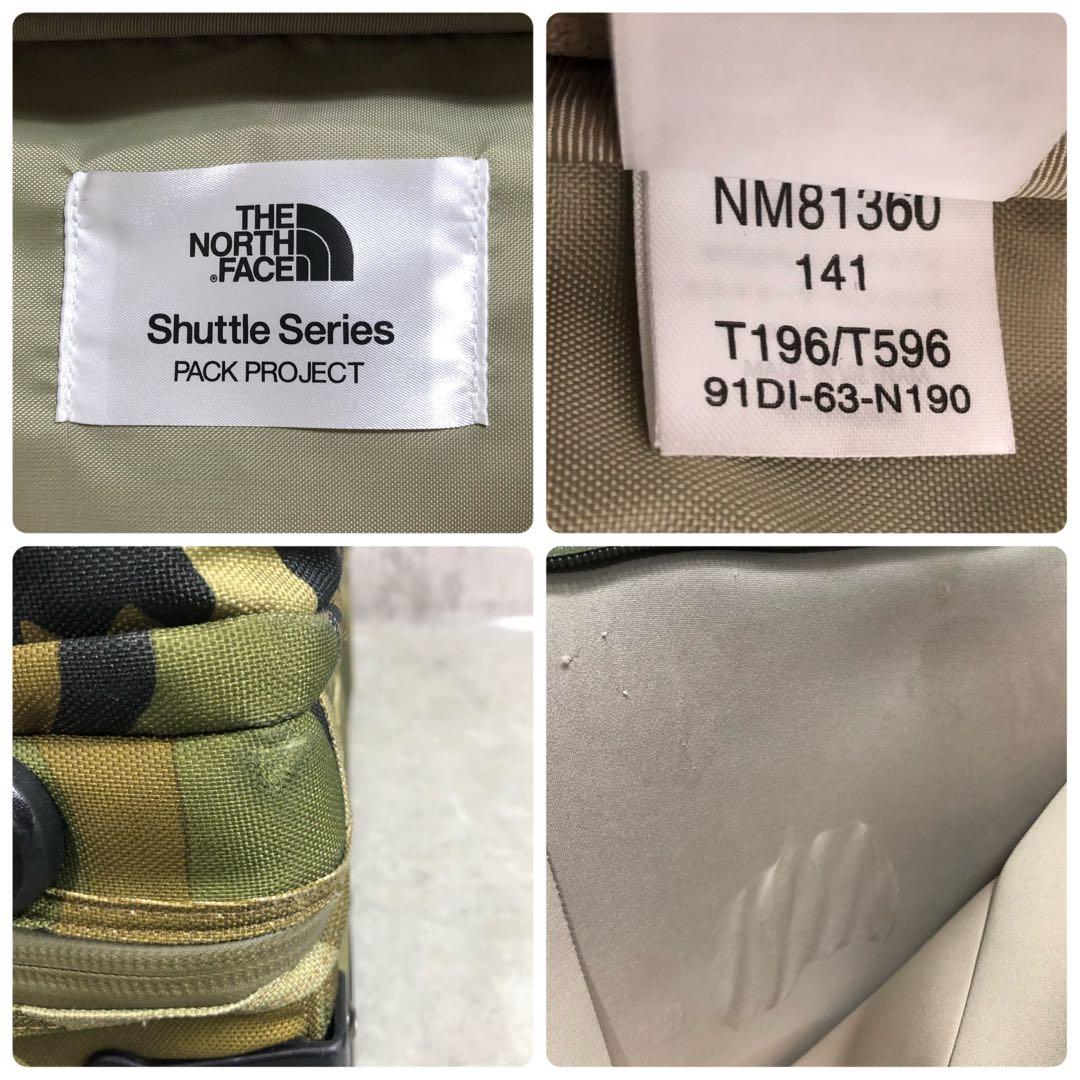 THE
NORTH
FACE
Shuttle Series
PACK PROJECT
NM81360
141
T196/T596
91DI-63-N190